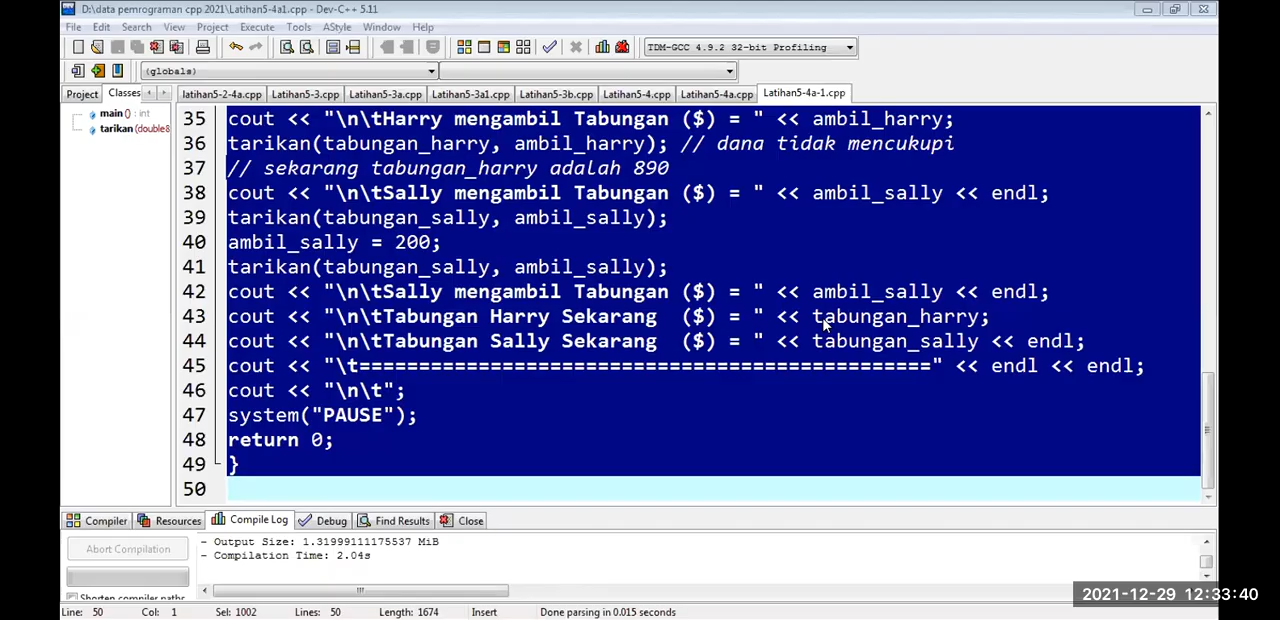 D:\data pemrograman cpp 2021\Latihan5-4a1.cpp - Dev-C++ 5.11
File Edit Search View Project Execute Tools AStyle Window Help
TDM-GCC 4.9.2 32-bit Profiling
(globals)
Project Classes latihan5-2-4a.cpp Latihan5-3.cpp Latihan5-3a.cpp Latihan5-3a1.cpp Latihan5-3b.cpp Latihan5-4.cpp Latihan5-4a.cpp Latihan5-4a-1.cpp
main () : int
tarikan (double&
35 cout << "\n\tHarry mengambil Tabungan ($) = " << ambil_harry;
36 tarikan(tabungan_harry, ambil_harry); // dana tidak mencukupi
37 // sekarang tabungan_harry adalah 890
38 cout << "\n\tSally mengambil Tabungan ($) = " << ambil_sally << endl;
39 tarikan(tabungan_sally, ambil_sally);
40 ambil_sally = 200;
41 tarikan(tabungan_sally, ambil_sally);
42 cout << "\n\tSally mengambil Tabungan ($) = " << ambil_sally << endl;
43 cout << "\n\tTabungan Harry Sekarang  ($) = " << tabungan_harry;
44 cout << "\n\tTabungan Sally Sekarang  ($) = " << tabungan_sally << endl;
45 cout << "\t================================================" << endl << endl;
46 cout << "\n\t";
47 system("PAUSE");
48 return 0;
49 }
50
Compiler Resources Compile Log Debug Find Results Close
Abort Compilation
Shorten compiler paths
- Output Size: 1.31999111175537 MiB
- Compilation Time: 2.04s
2021-12-29 12:33:40
Line: 50 Col: 1 Sel: 1002 Lines: 50 Length: 1674 Insert Done parsing in 0.015 seconds